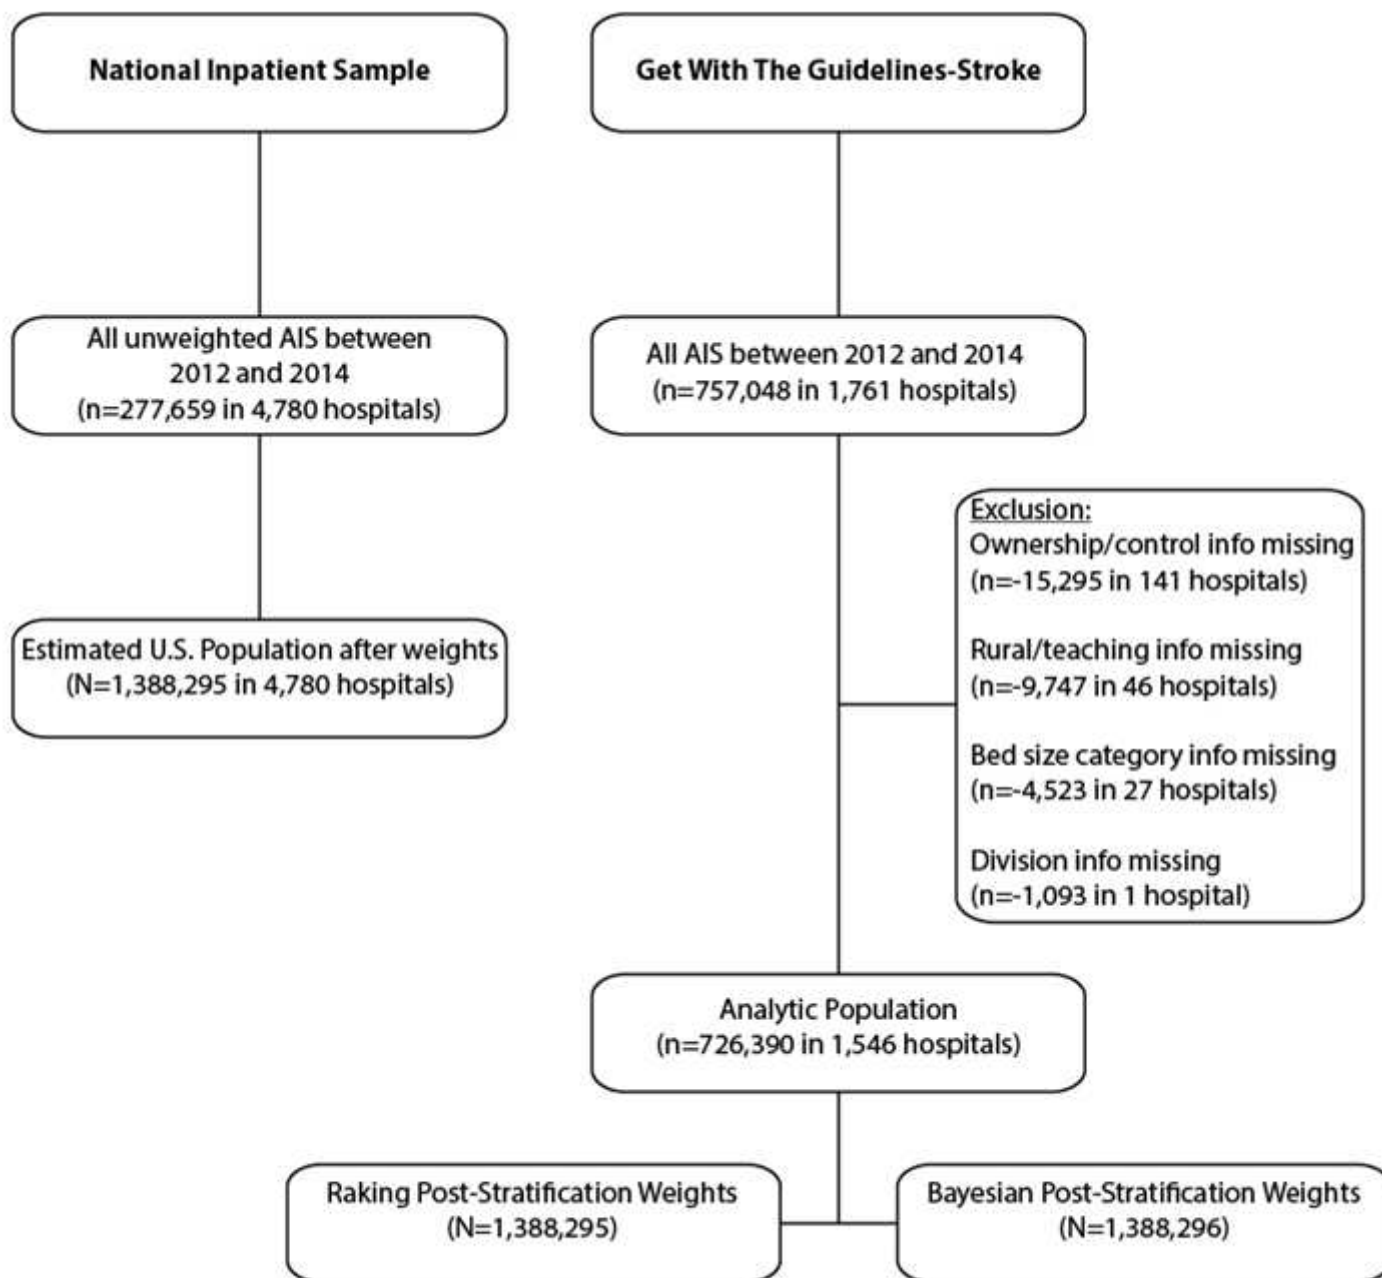 National Inpatient Sample
Get With The Guidelines-Stroke
All unweighted AIS between
2012 and 2014
(n=277,659 in 4,780 hospitals)
All AIS between 2012 and 2014
(n=757,048 in 1,761 hospitals)
Exclusion:
Ownership/control info missing
(n=-15,295 in 141 hospitals)
Rural/teaching info missing
(n=-9,747 in 46 hospitals)
Bed size category info missing
(n=-4,523 in 27 hospitals)
Division info missing
(n=-1,093 in 1 hospital)
Estimated U.S. Population after weights
(N=1,388,295 in 4,780 hospitals)
Analytic Population
(n=726,390 in 1,546 hospitals)
Raking Post-Stratification Weights
(N=1,388,295)
Bayesian Post-Stratification Weights
(N=1,388,296)